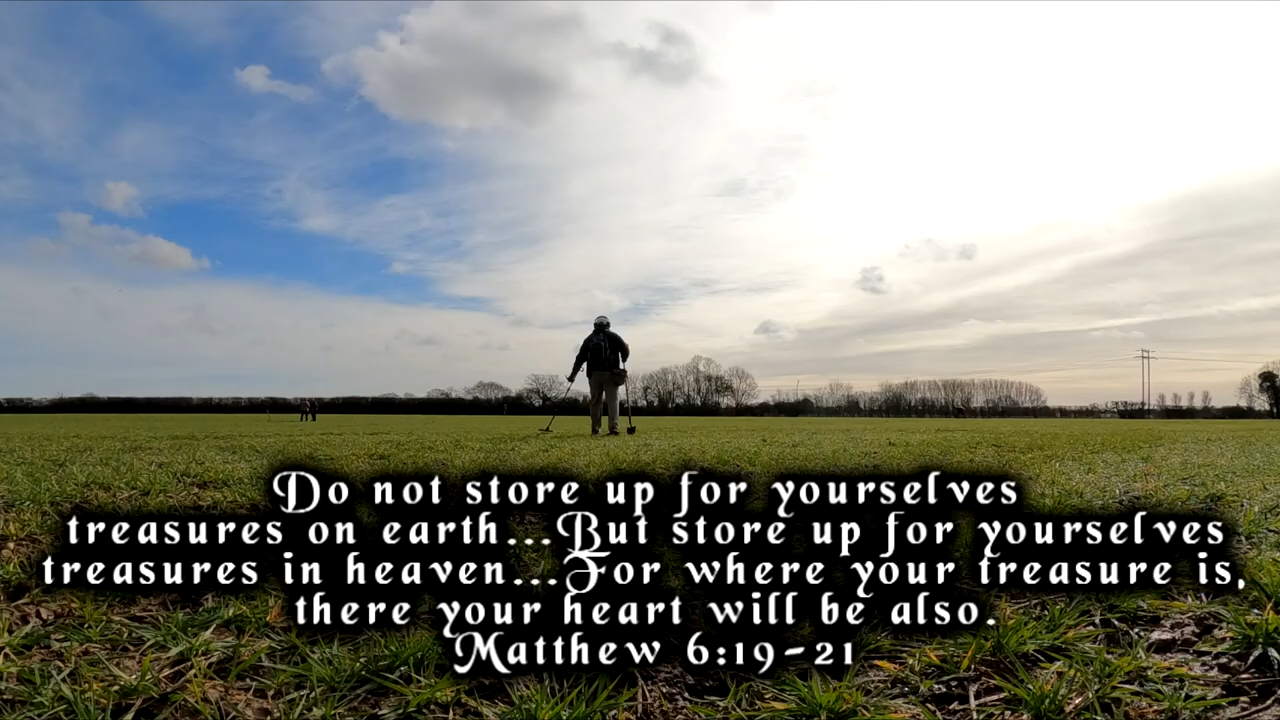 Do not store up for yourselves
treasures on earth...But store up for yourselves
treasures in heaven...For where your treasure is,
there your heart will be also.
Matthew 6:19-21